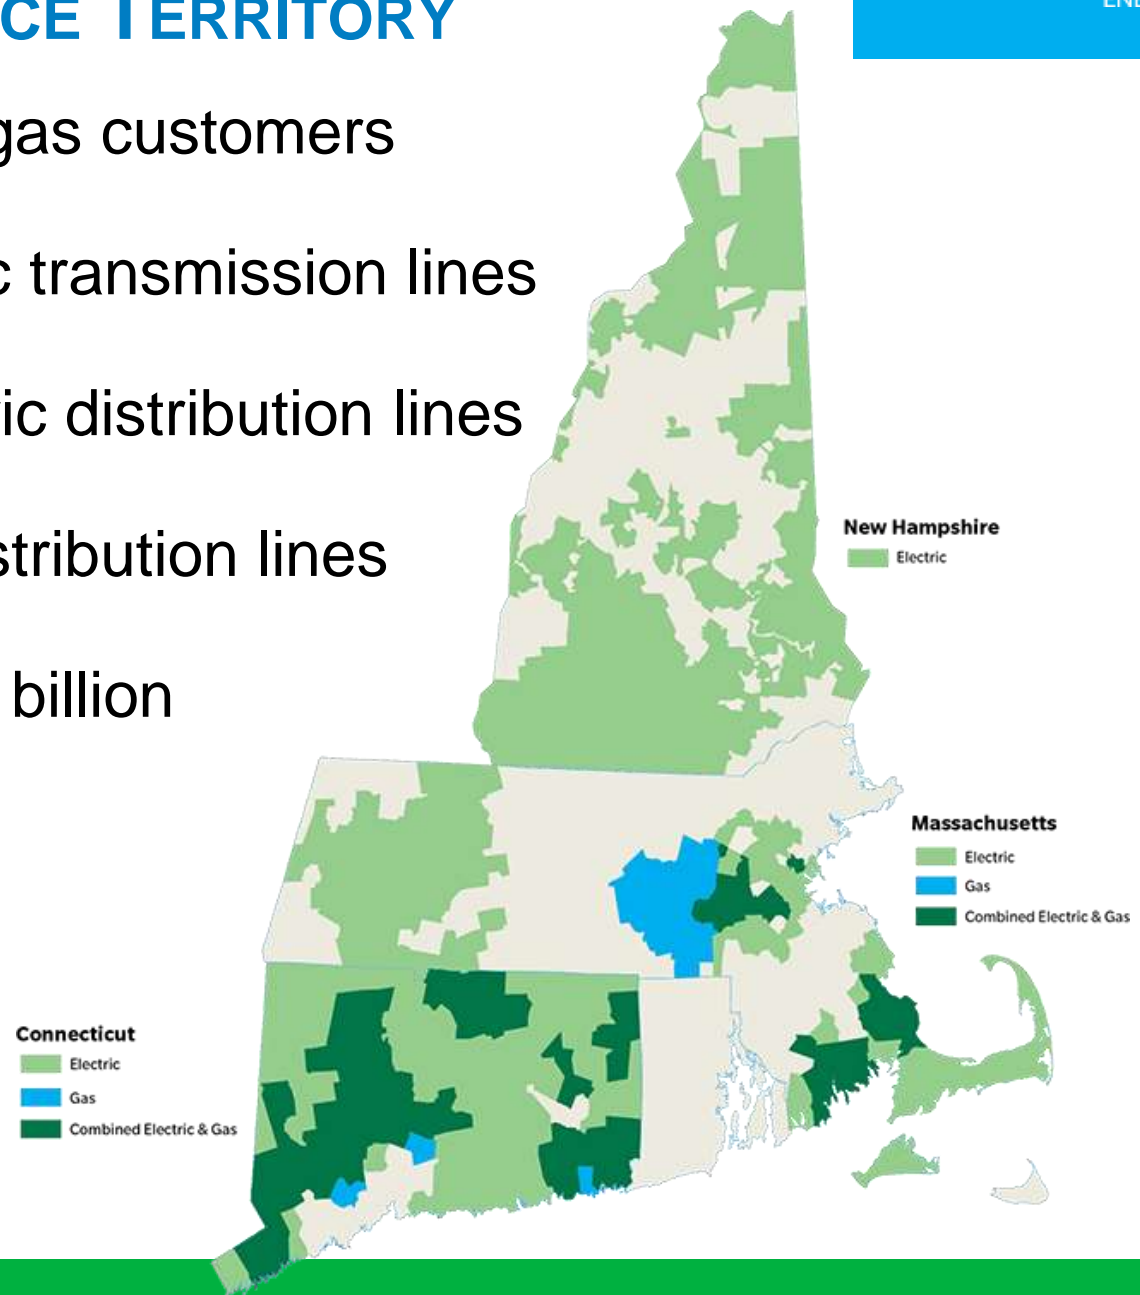 CE TERRITORY
gas customers
c transmission lines
ic distribution lines
stribution lines
billion
New Hampshire
Electric
Massachusetts
Electric
Gas
Combined Electric & Gas
Connecticut
Electric
Gas
Combined Electric & Gas